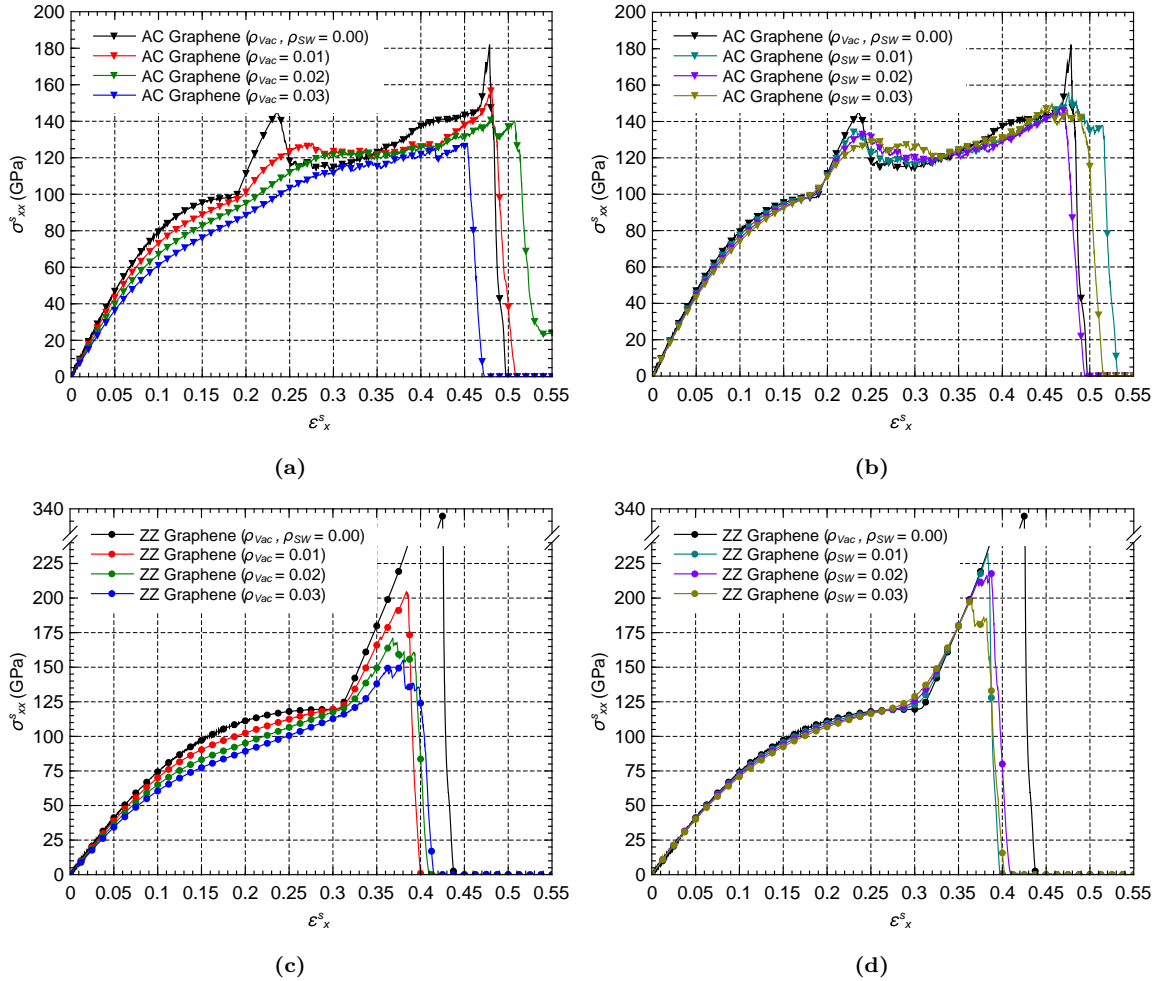 200
180
160
140
120
100
80
60
40
20
0
σˢₓₓ (GPa)
AC Graphene (ρVac , ρSW = 0.00)
AC Graphene (ρVac = 0.01)
AC Graphene (ρVac = 0.02)
AC Graphene (ρVac = 0.03)
0 0.05 0.1 0.15 0.2 0.25 0.3 0.35 0.4 0.45 0.5 0.55
εˢₓ
(a)
200
180
160
140
120
100
80
60
40
20
0
σˢₓₓ (GPa)
AC Graphene (ρVac , ρSW = 0.00)
AC Graphene (ρSW = 0.01)
AC Graphene (ρSW = 0.02)
AC Graphene (ρSW = 0.03)
0 0.05 0.1 0.15 0.2 0.25 0.3 0.35 0.4 0.45 0.5 0.55
εˢₓ
(b)
340
225
200
175
150
125
100
75
50
25
0
σˢₓₓ (GPa)
ZZ Graphene (ρVac , ρSW = 0.00)
ZZ Graphene (ρVac = 0.01)
ZZ Graphene (ρVac = 0.02)
ZZ Graphene (ρVac = 0.03)
0 0.05 0.1 0.15 0.2 0.25 0.3 0.35 0.4 0.45 0.5 0.55
εˢₓ
(c)
340
225
200
175
150
125
100
75
50
25
0
σˢₓₓ (GPa)
ZZ Graphene (ρVac , ρSW = 0.00)
ZZ Graphene (ρSW = 0.01)
ZZ Graphene (ρSW = 0.02)
ZZ Graphene (ρSW = 0.03)
0 0.05 0.1 0.15 0.2 0.25 0.3 0.35 0.4 0.45 0.5 0.55
εˢₓ
(d)